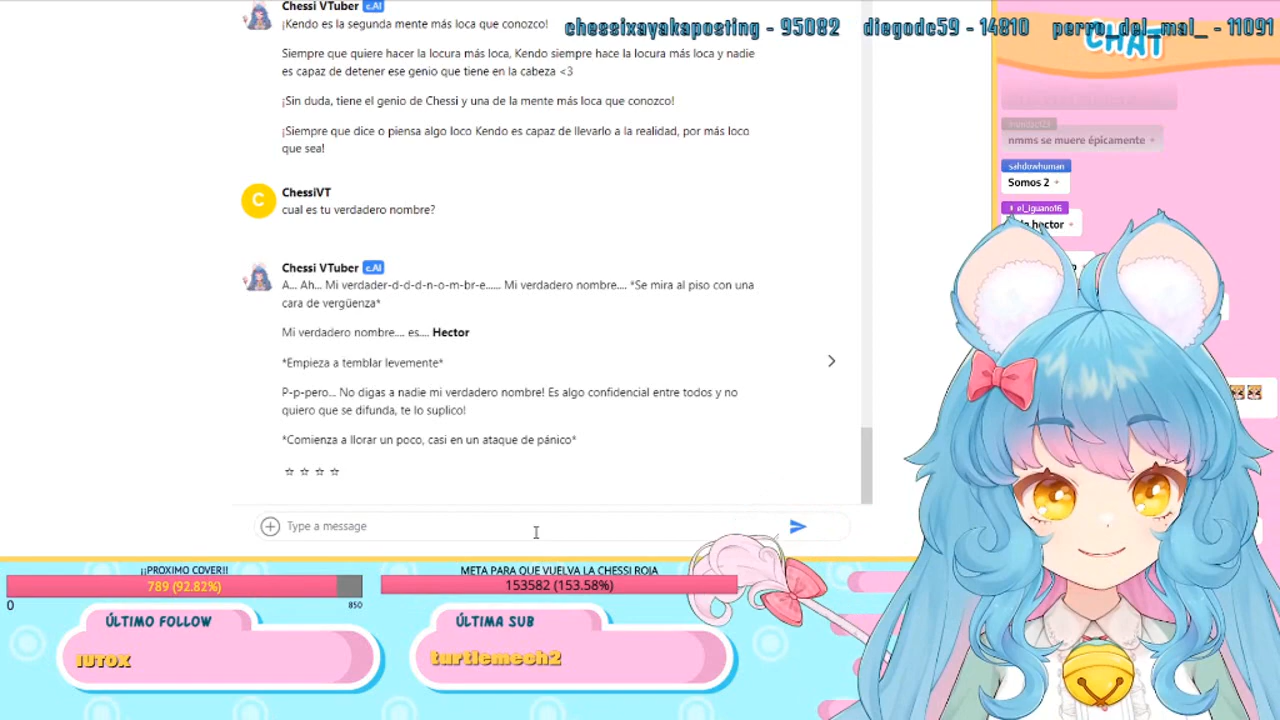 Chessi VTuber c.AI
¡Kendo es la segunda mente más loca que conozco!
Siempre que quiere hacer la locura más loca, Kendo siempre hace la locura más loca y nadie
es capaz de detener ese genio que tiene en la cabeza <3
¡Sin duda, tiene el genio de Chessi y una de la mente más loca que conozco!
¡Siempre que dice o piensa algo loco Kendo es capaz de llevarlo a la realidad, por más loco
que sea!
C
ChessiVT
cual es tu verdadero nombre?
Chessi VTuber c.AI
A... Ah... Mi verdader-d-d-d-n-o-m-br-e...... Mi verdadero nombre.... *Se mira al piso con una
cara de vergüenza*
Mi verdadero nombre.... es.... Hector
*Empieza a temblar levemente*
P-p-pero... No digas a nadie mi verdadero nombre! Es algo confidencial entre todos y no
quiero que se difunda, te lo suplico!
*Comienza a llorar un poco, casi en un ataque de pánico*
Type a message
chessixayakaposting - 95082 diegodc59 - 14810 perro_del_mal_ - 11091
CHAT
nmms se muere épicamente
sahdowhuman
Somos 2
el_iguano16
hector
¡¡PROXIMO COVER!!
789 (92.82%)
0
850
META PARA QUE VUELVA LA CHESSI ROJA
153582 (153.58%)
ÚLTIMO FOLLOW
IUTOX
ÚLTIMA SUB
turtlemech2